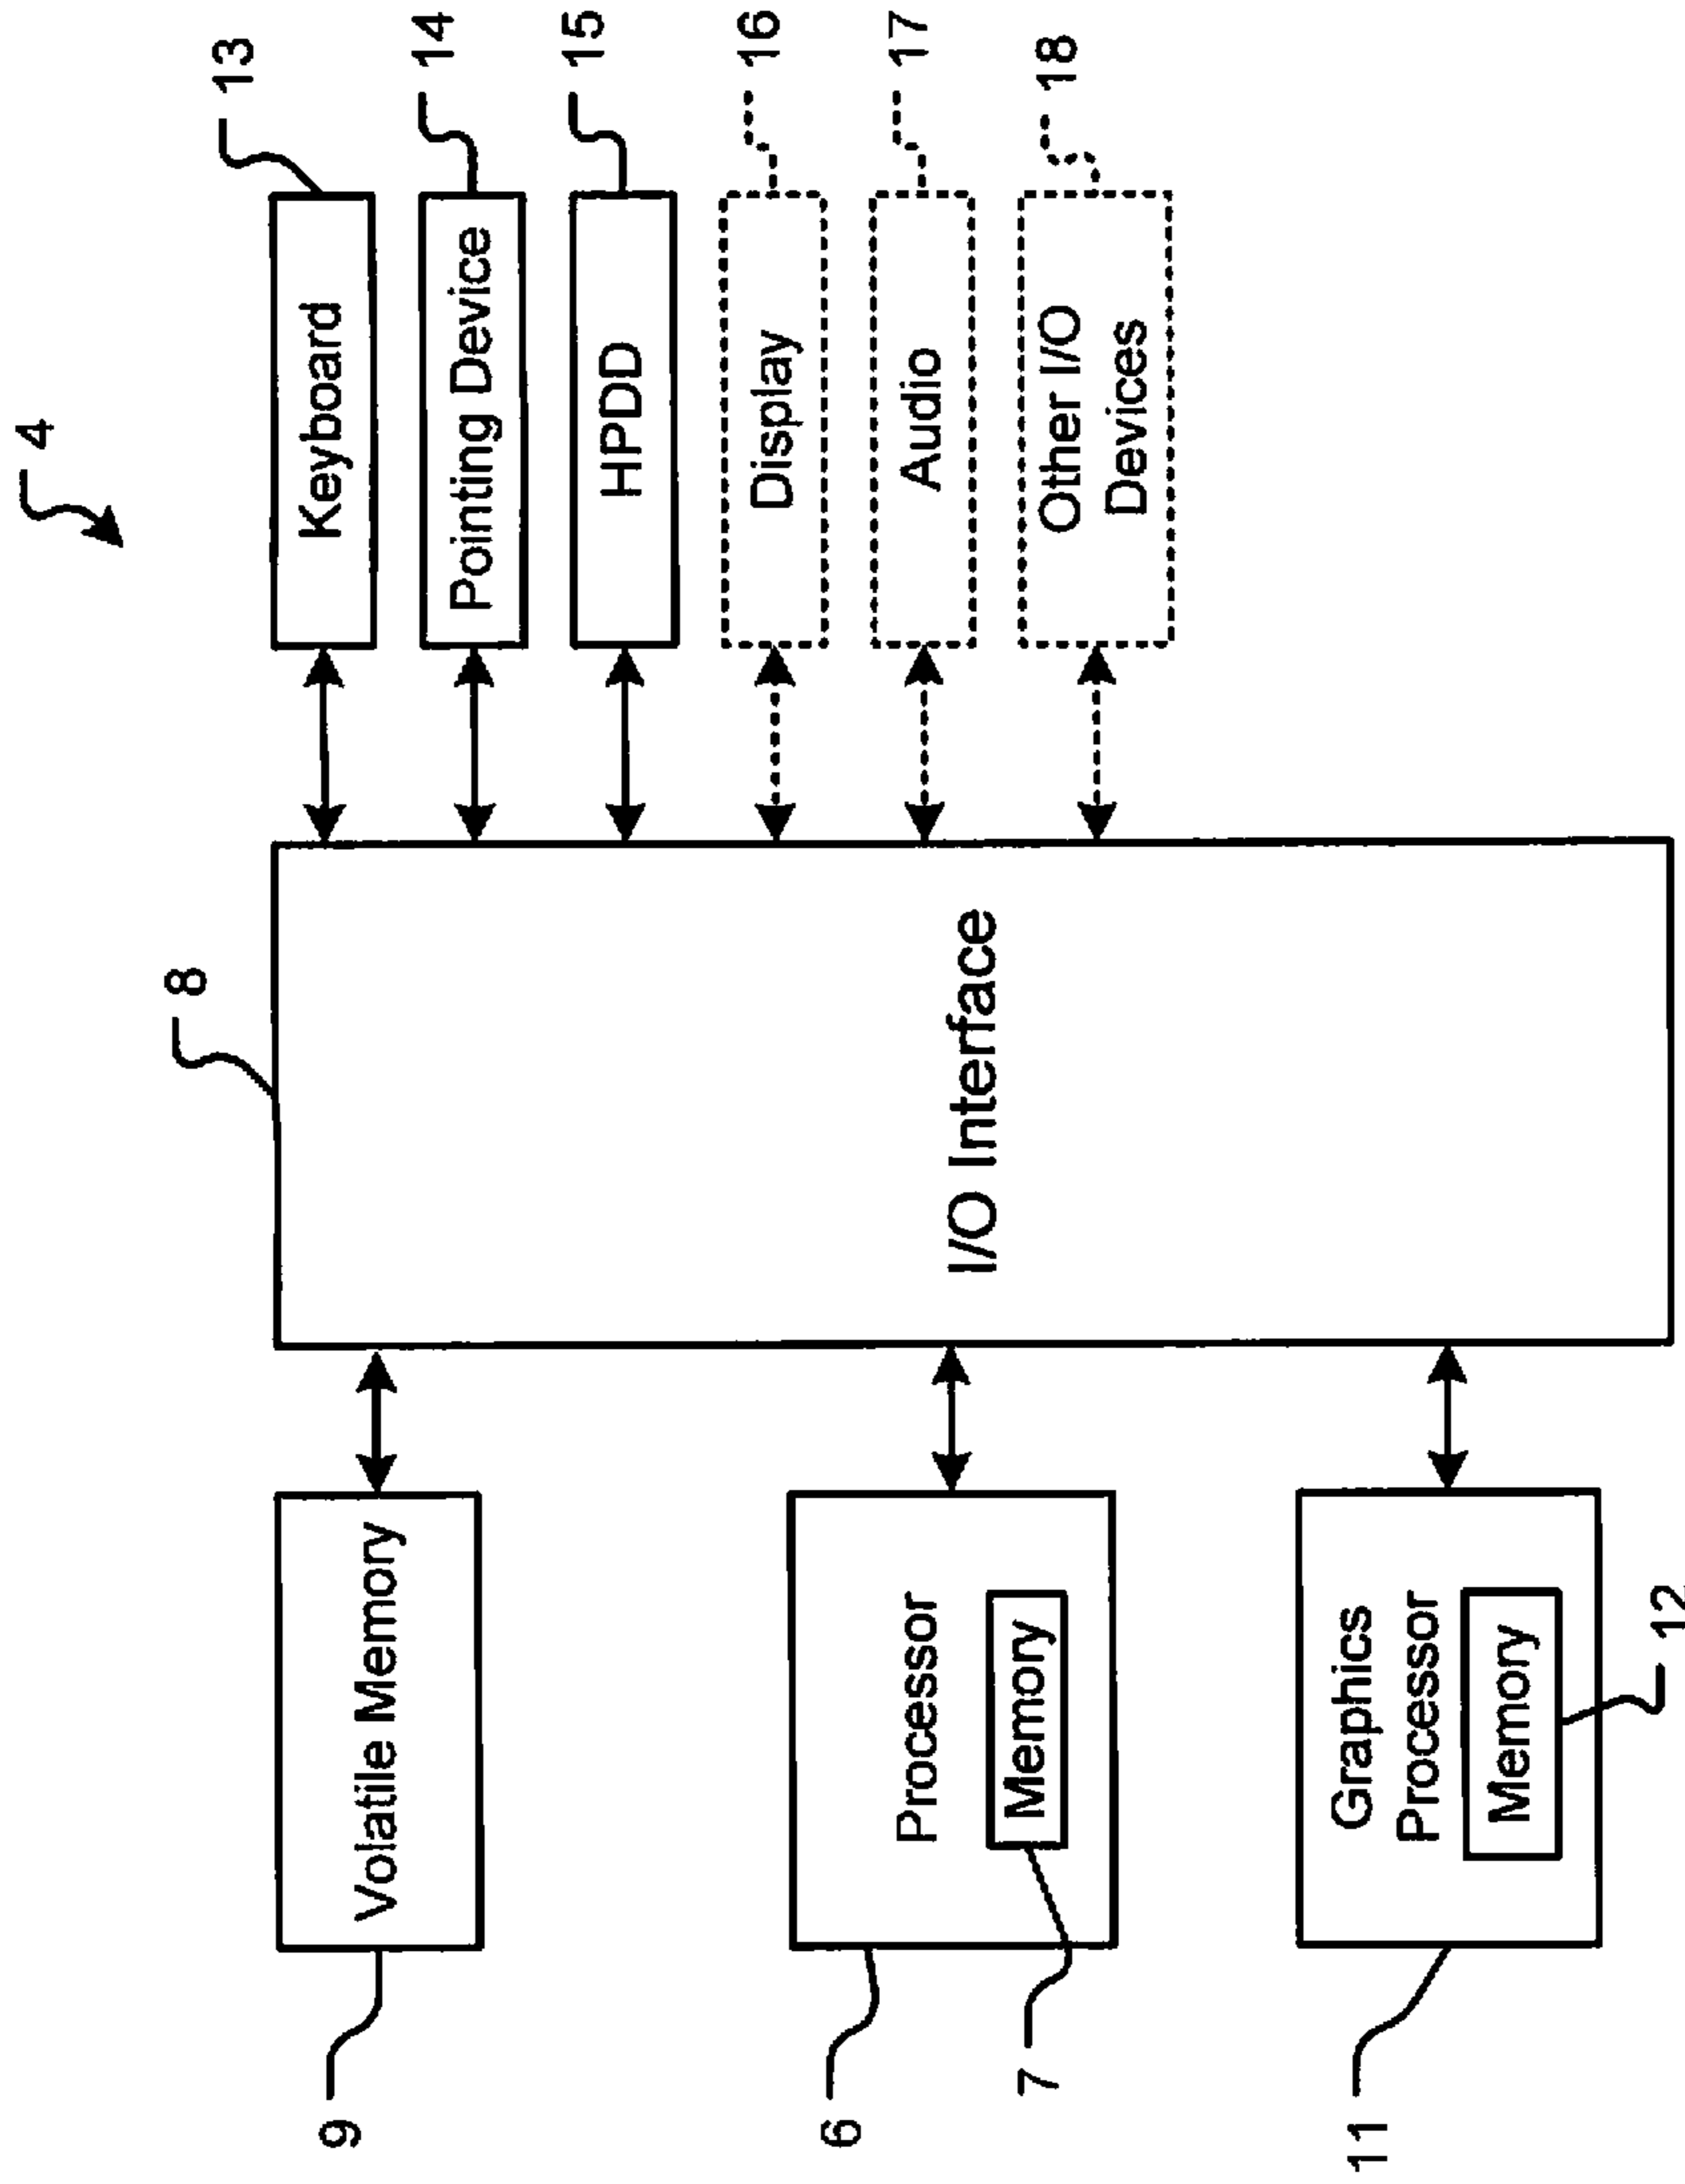 4
8
13
Keyboard
9
Volatile Memory
14
Pointing Device
15
HPDD
16
Display
6
Processor
17
Audio
I/O Interface
7
Memory
18
Other I/O
Devices
11
Graphics
Processor
Memory
12